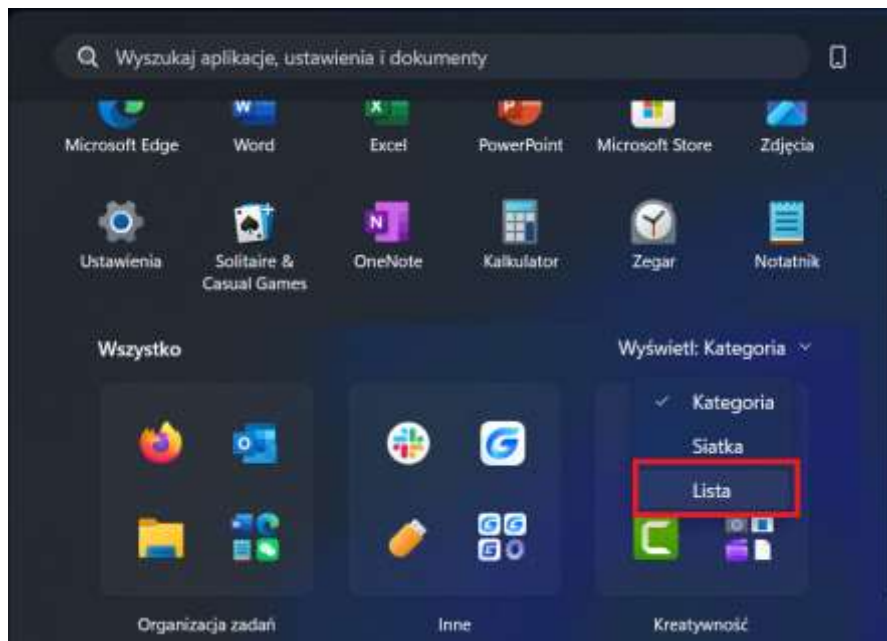 Wyszukaj aplikacje, ustawienia i dokumenty
Microsoft Edge
Word
Excel
PowerPoint
Microsoft Store
Zdjęcia
Ustawienia
Solitaire &
Casual Games
OneNote
Kalkulator
Zegar
Notatnik
Wszystko
Wyświetl: Kategoria
Kategoria
Siatka
Lista
Organizacja zadań
Inne
Kreatywność